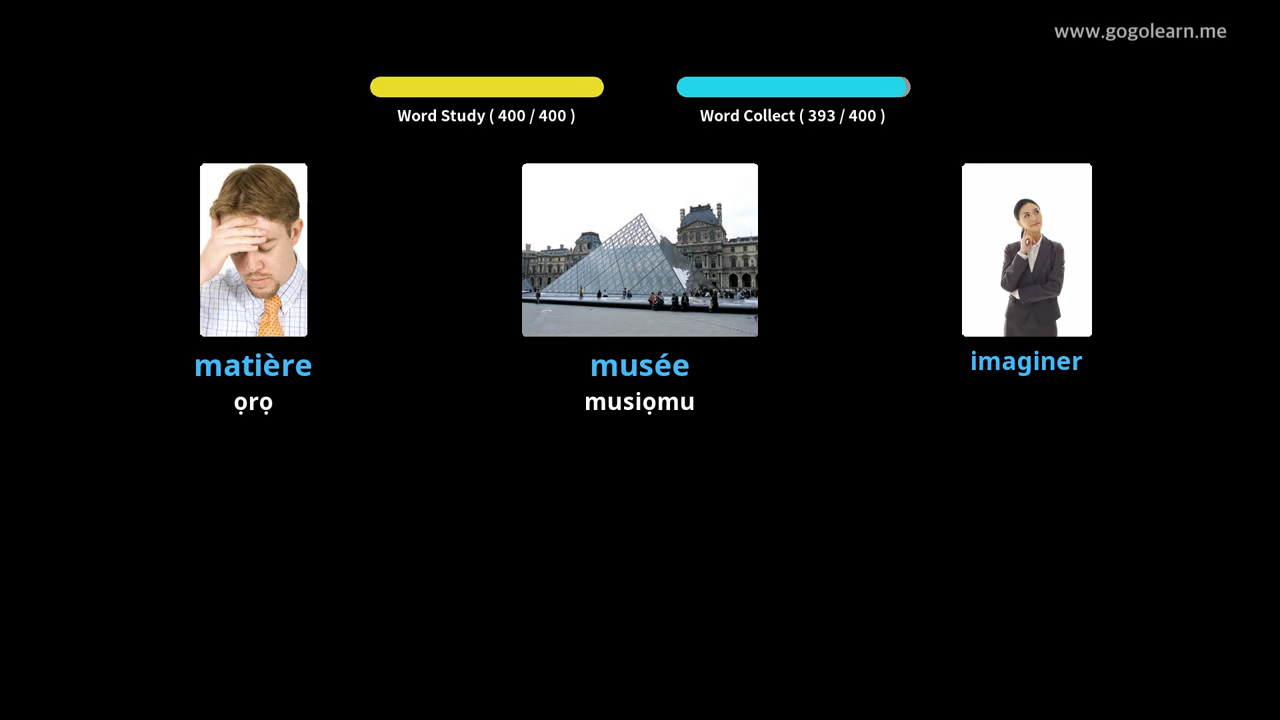 www.gogolearn.me
Word Study ( 400 / 400 )
Word Collect ( 393 / 400 )
matière
musée
imaginer
ọrọ
musiọmu